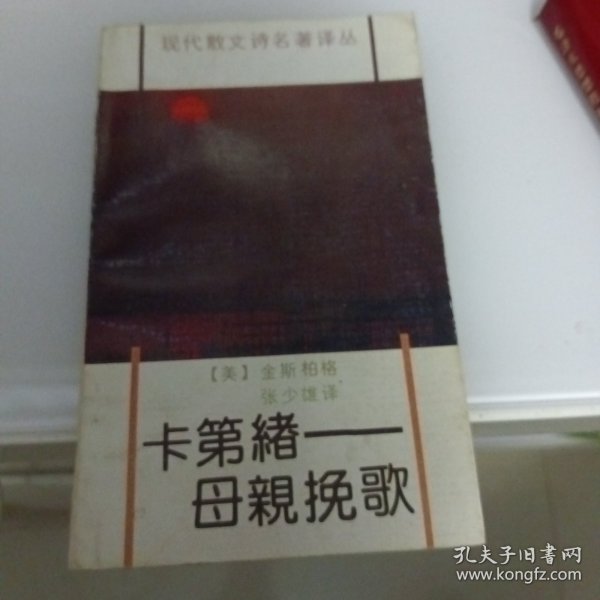 现代散文诗名著译丛
【美】金斯柏格
张少雄译
卡第緒——
母親挽歌
孔夫子旧書网
www.kongfz.com